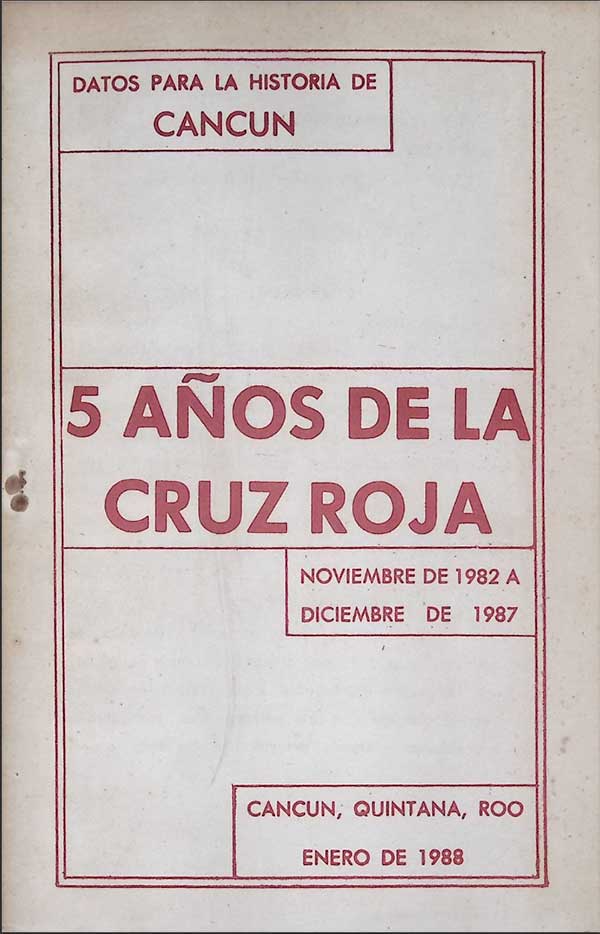 DATOS PARA LA HISTORIA DE
CANCUN
5 AÑOS DE LA
CRUZ ROJA
NOVIEMBRE DE 1982 A
DICIEMBRE DE 1987
CANCUN, QUINTANA, ROO
ENERO DE 1988